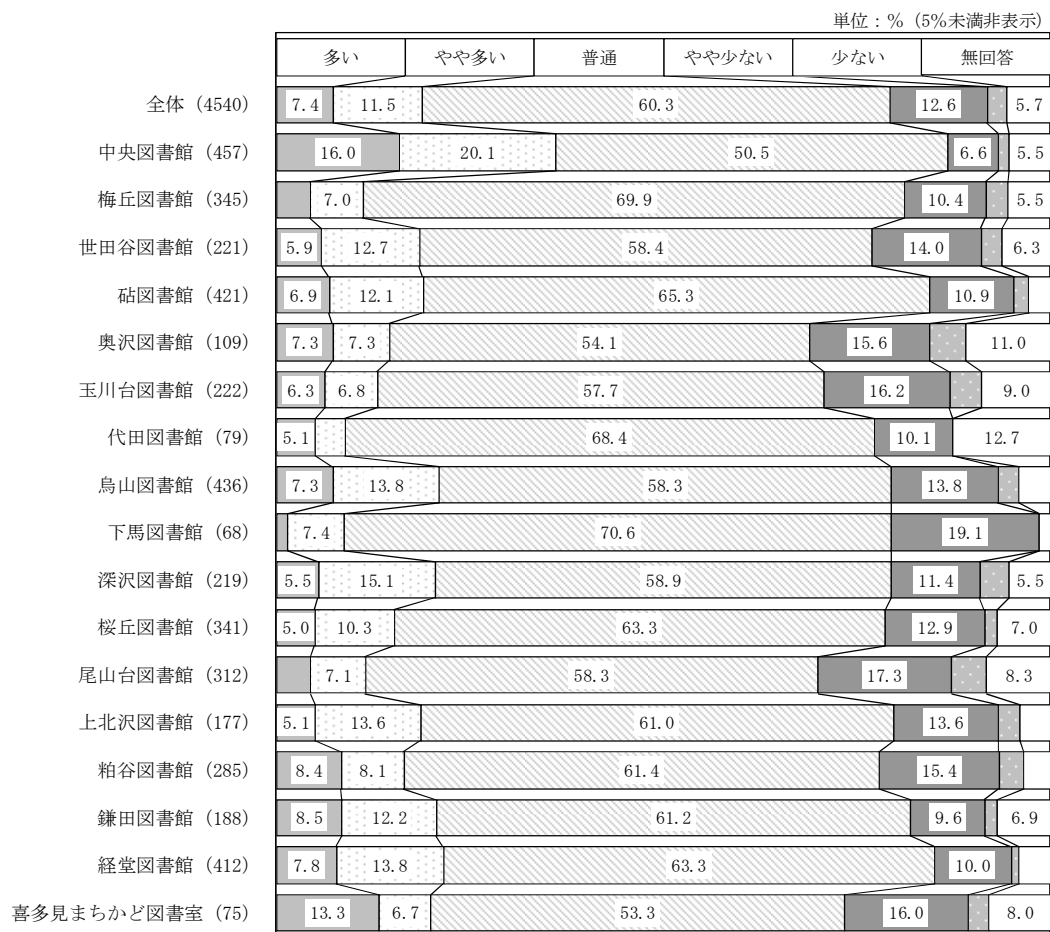 単位：％（5％未満非表示）
多い やや多い 普通 やや少ない 少ない 無回答
全体（4540） 7.4 11.5 60.3 12.6 5.7
中央図書館（457） 16.0 20.1 50.5 6.6 5.5
梅丘図書館（345） 7.0 69.9 10.4 5.5
世田谷図書館（221） 5.9 12.7 58.4 14.0 6.3
砧図書館（421） 6.9 12.1 65.3 10.9
奥沢図書館（109） 7.3 7.3 54.1 15.6 11.0
玉川台図書館（222） 6.3 6.8 57.7 16.2 9.0
代田図書館（79） 5.1 68.4 10.1 12.7
烏山図書館（436） 7.3 13.8 58.3 13.8
下馬図書館（68） 7.4 70.6 19.1
深沢図書館（219） 5.5 15.1 58.9 11.4 5.5
桜丘図書館（341） 5.0 10.3 63.3 12.9 7.0
尾山台図書館（312） 7.1 58.3 17.3 8.3
上北沢図書館（177） 5.1 13.6 61.0 13.6
粕谷図書館（285） 8.4 8.1 61.4 15.4
鎌田図書館（188） 8.5 12.2 61.2 9.6 6.9
経堂図書館（412） 7.8 13.8 63.3 10.0
喜多見まちかど図書室（75） 13.3 6.7 53.3 16.0 8.0